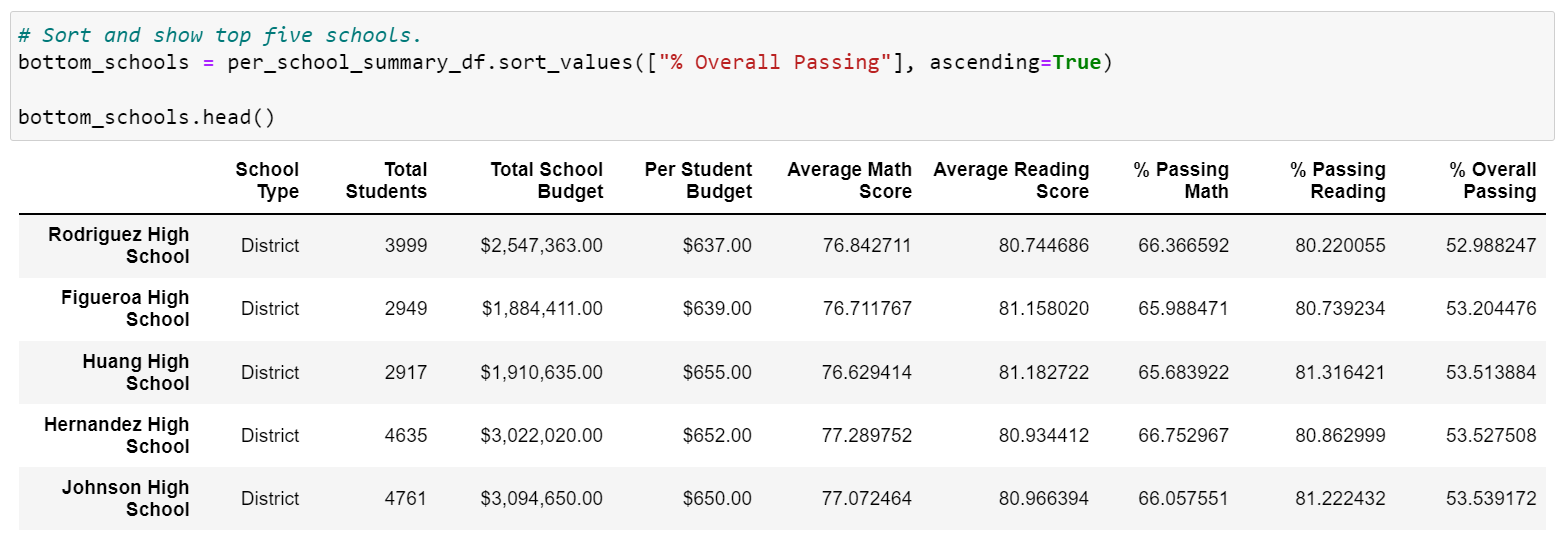 # Sort and show top five schools.
bottom_schools = per_school_summary_df.sort_values(["% Overall Passing"], ascending=True)
bottom_schools.head()
School Type Total Students Total School Budget Per Student Budget Average Math Score Average Reading Score % Passing Math % Passing Reading % Overall Passing
Rodriguez High School District 3999 $2,547,363.00 $637.00 76.842711 80.744686 66.366592 80.220055 52.988247
Figueroa High School District 2949 $1,884,411.00 $639.00 76.711767 81.158020 65.988471 80.739234 53.204476
Huang High School District 2917 $1,910,635.00 $655.00 76.629414 81.182722 65.683922 81.316421 53.513884
Hernandez High School District 4635 $3,022,020.00 $652.00 77.289752 80.934412 66.752967 80.862999 53.527508
Johnson High School District 4761 $3,094,650.00 $650.00 77.072464 80.966394 66.057551 81.222432 53.539172